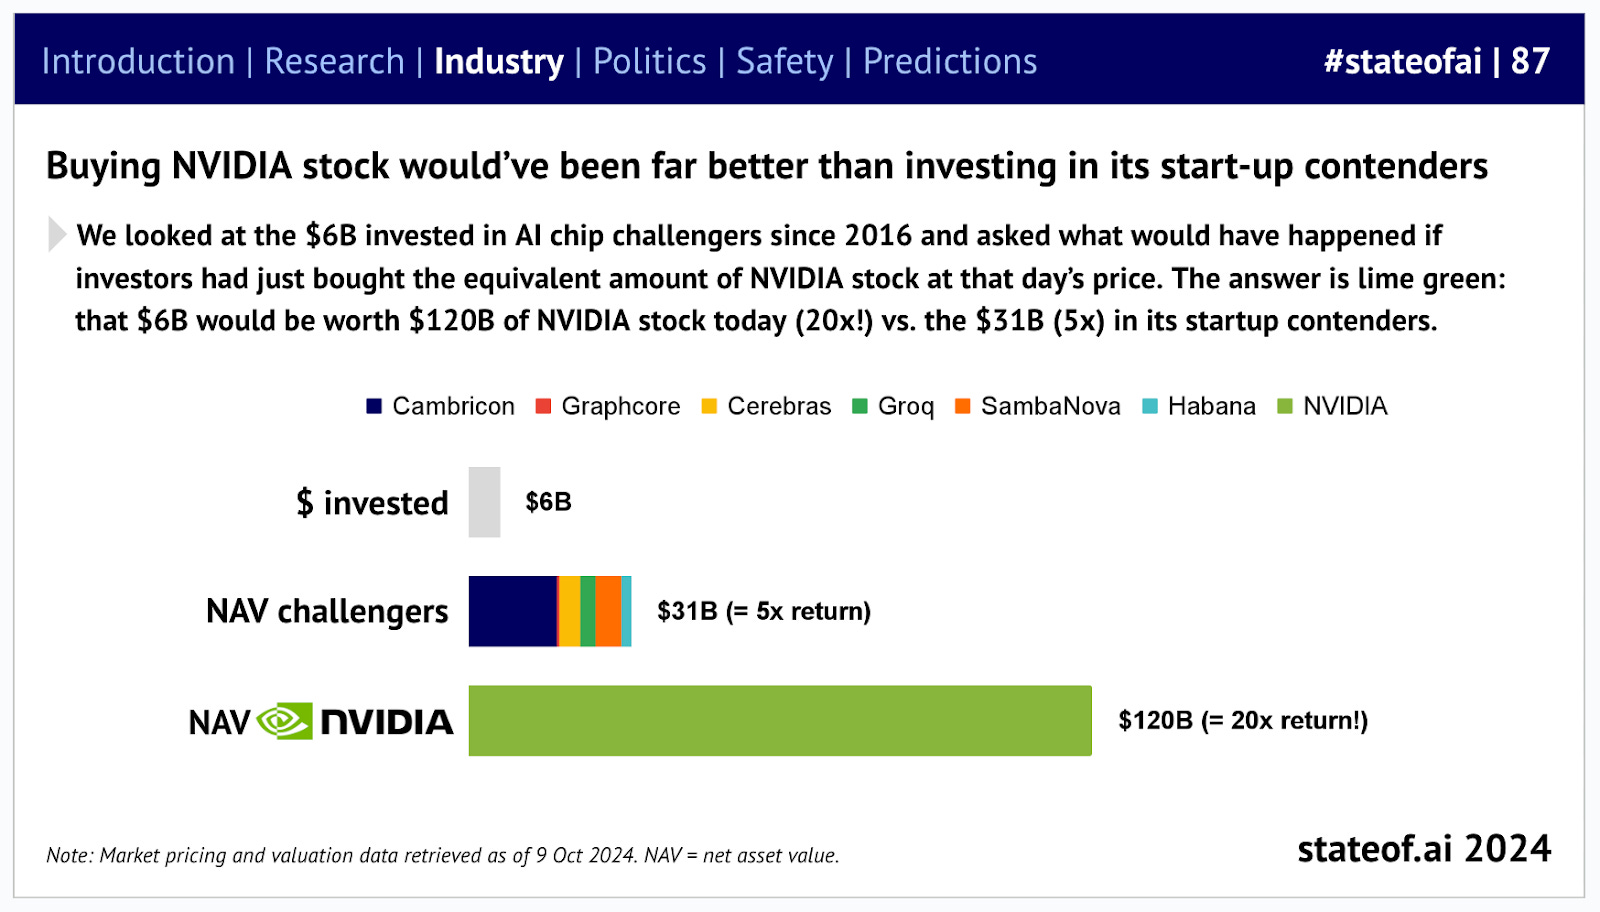 Introduction | Research | Industry | Politics | Safety | Predictions
#stateofai | 87
Buying NVIDIA stock would’ve been far better than investing in its start-up contenders
We looked at the $6B invested in AI chip challengers since 2016 and asked what would have happened if
investors had just bought the equivalent amount of NVIDIA stock at that day’s price. The answer is lime green:
that $6B would be worth $120B of NVIDIA stock today (20x!) vs. the $31B (5x) in its startup contenders.
Cambricon Graphcore Cerebras Groq SambaNova Habana NVIDIA
$ invested $6B
NAV challengers $31B (= 5x return)
NAV NVIDIA $120B (= 20x return!)
Note: Market pricing and valuation data retrieved as of 9 Oct 2024. NAV = net asset value.
stateof.ai 2024